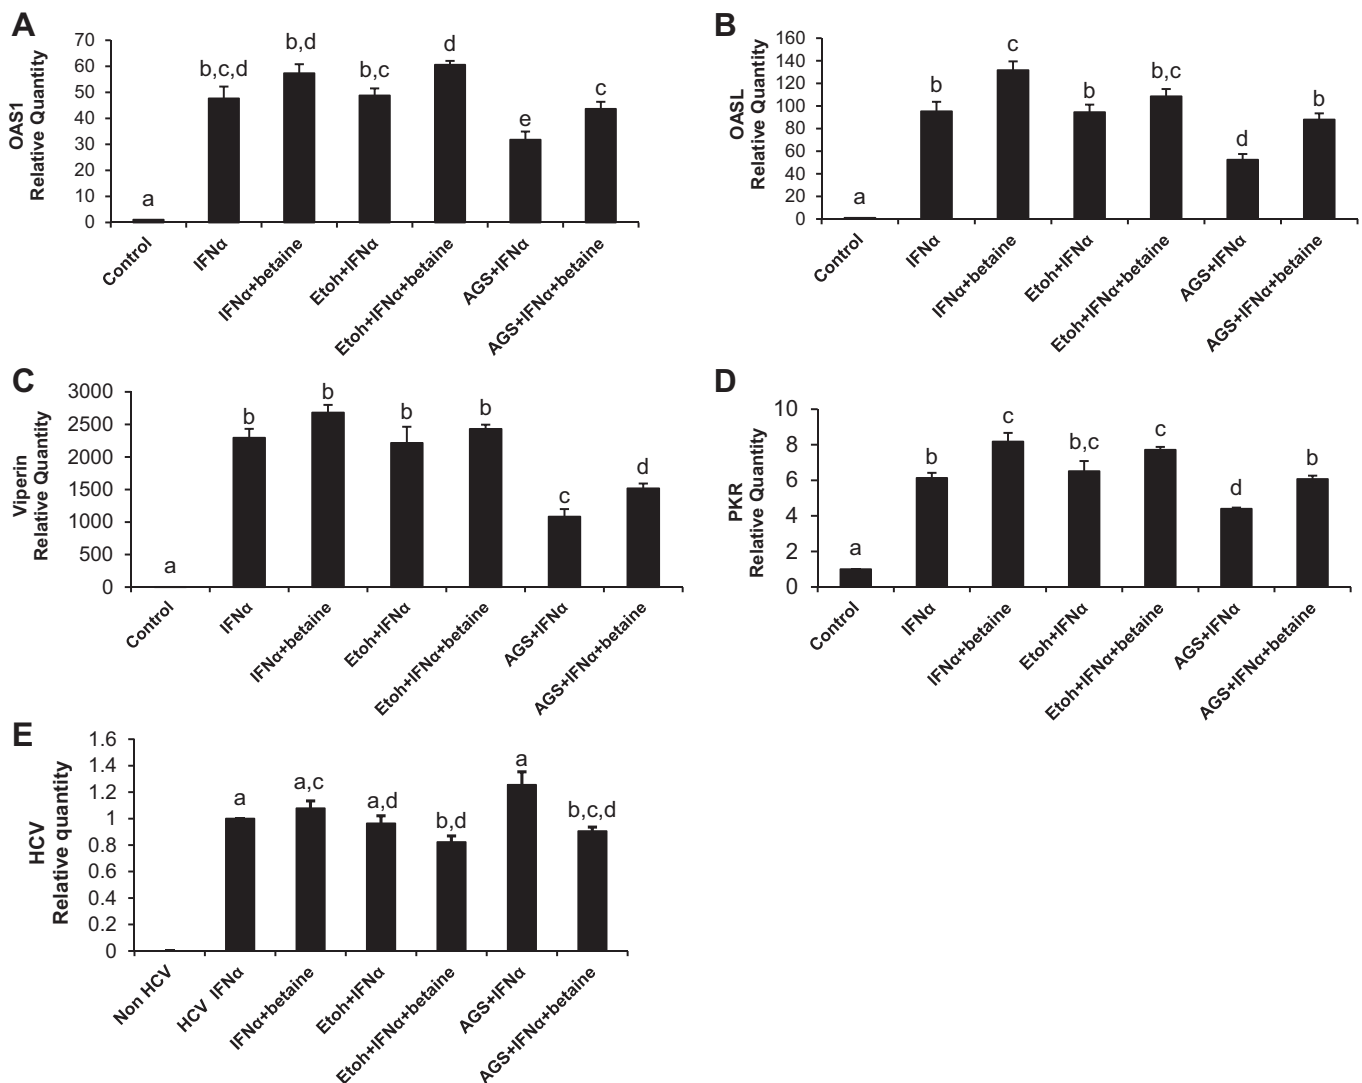 A
OAS1
Relative Quantity
70
60
50
40
30
20
10
0
a
b,c,d
b,d
b,c
d
e
c
Control
IFNα
IFNα+betaine
Etoh+IFNα
Etoh+IFNα+betaine
AGS+IFNα
AGS+IFNα+betaine
B
OASL
Relative Quantity
160
140
120
100
80
60
40
20
0
a
b
c
b
b,c
d
b
Control
IFNα
IFNα+betaine
Etoh+IFNα
Etoh+IFNα+betaine
AGS+IFNα
AGS+IFNα+betaine
C
Viperin
Relative Quantity
3000
2500
2000
1500
1000
500
0
a
b
b
b
b
c
d
Control
IFNα
IFNα+betaine
Etoh+IFNα
Etoh+IFNα+betaine
AGS+IFNα
AGS+IFNα+betaine
D
PKR
Relative Quantity
10
8
6
4
2
0
a
b
c
b,c
c
d
b
Control
IFNα
IFNα+betaine
Etoh+IFNα
Etoh+IFNα+betaine
AGS+IFNα
AGS+IFNα+betaine
E
HCV
Relative quantity
1.6
1.4
1.2
1
0.8
0.6
0.4
0.2
0
a
a,c
a,d
b,d
a
b,c,d
Non HCV
HCV IFNα
IFNα+betaine
Etoh+IFNα
Etoh+IFNα+betaine
AGS+IFNα
AGS+IFNα+betaine